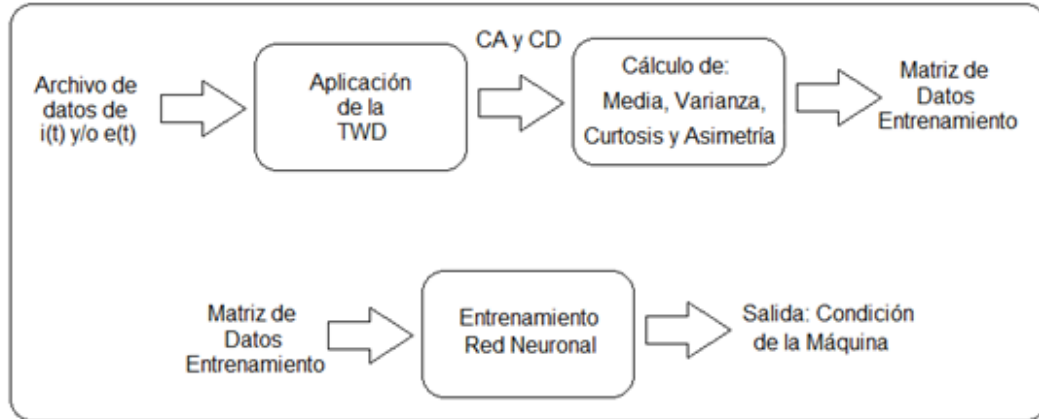 Archivo de
datos de
i(t) y/o e(t)
Aplicación
de la
TWD
CA y CD
Cálculo de:
Media, Varianza,
Curtosis y Asimetría
Matriz de
Datos
Entrenamiento
Matriz de
Datos
Entrenamiento
Entrenamiento
Red Neuronal
Salida: Condición
de la Máquina